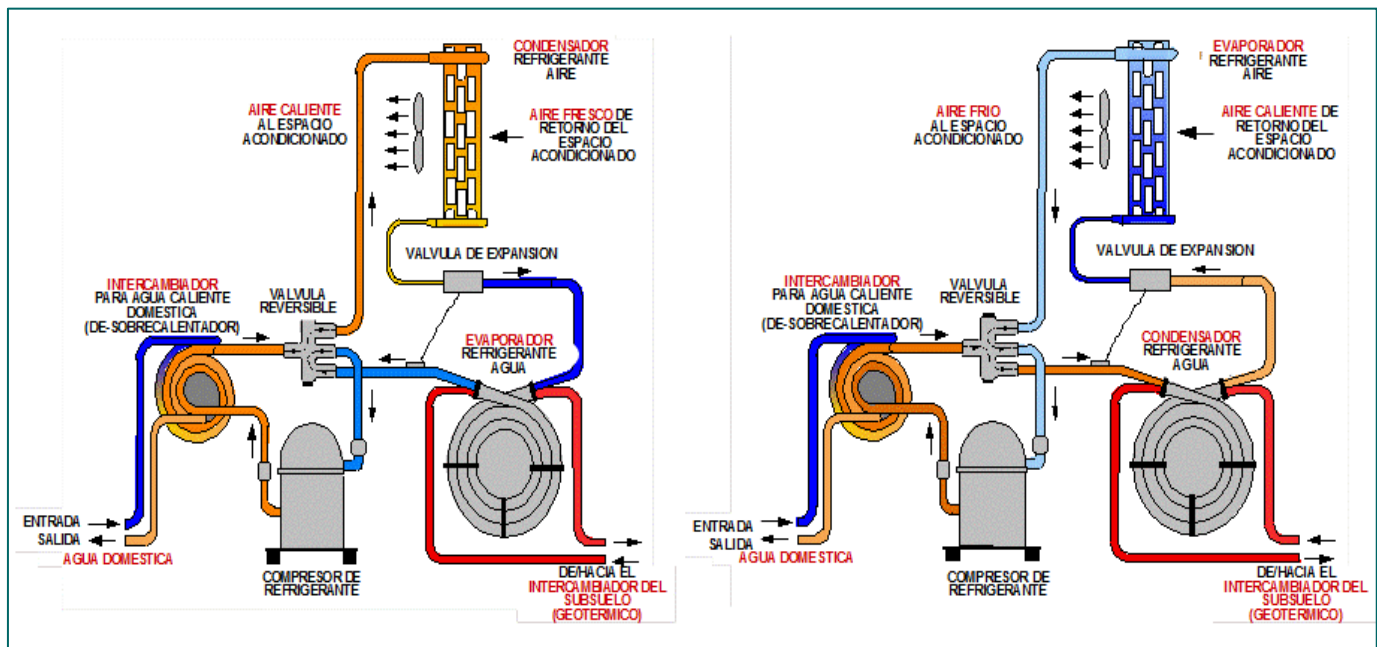 CONDENSADOR
REFRIGERANTE
AIRE
AIRE CALIENTE
AL ESPACIO
ACONDICIONADO
AIRE FRESCO DE
RETORNO DEL
ESPACIO
ACONDICIONADO
VALVULA DE EXPANSION
INTERCAMBIADOR
PARA AGUA CALIENTE
DOMESTICA
(DE-SOBRECALENTADOR)
VALVULA
REVERSIBLE
EVAPORADOR
REFRIGERANTE
AGUA
ENTRADA
SALIDA
AGUA DOMESTICA
COMPRESOR DE
REFRIGERANTE
DE/HACIA EL
INTERCAMBIADOR DEL
SUBSUELO
(GEOTERMICO)
EVAPORADOR
REFRIGERANTE
AIRE
AIRE FRIO
AL ESPACIO
ACONDICIONADO
AIRE CALIENTE DE
RETORNO DEL
ESPACIO
ACONDICIONADO
VALVULA DE EXPANSION
INTERCAMBIADOR
PARA AGUA CALIENTE
DOMESTICA
(DE-SOBRECALENTADOR)
VALVULA
REVERSIBLE
CONDENSADOR
REFRIGERANTE
AGUA
ENTRADA
SALIDA
AGUA DOMESTICA
COMPRESOR DE
REFRIGERANTE
DE/HACIA EL
INTERCAMBIADOR DEL
SUBSUELO
(GEOTERMICO)